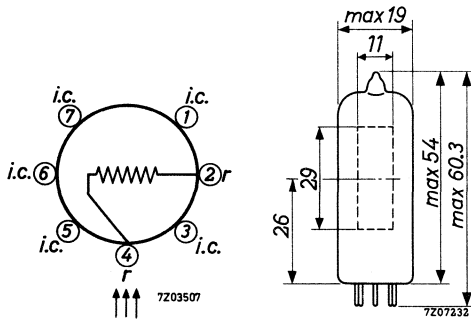 i.c.
7
i.c.
1
i.c.
6
2
r
i.c.
5
3
i.c.
4
r
7Z03507
max 19
11
29
26
max 54
max 60.3
7Z07232